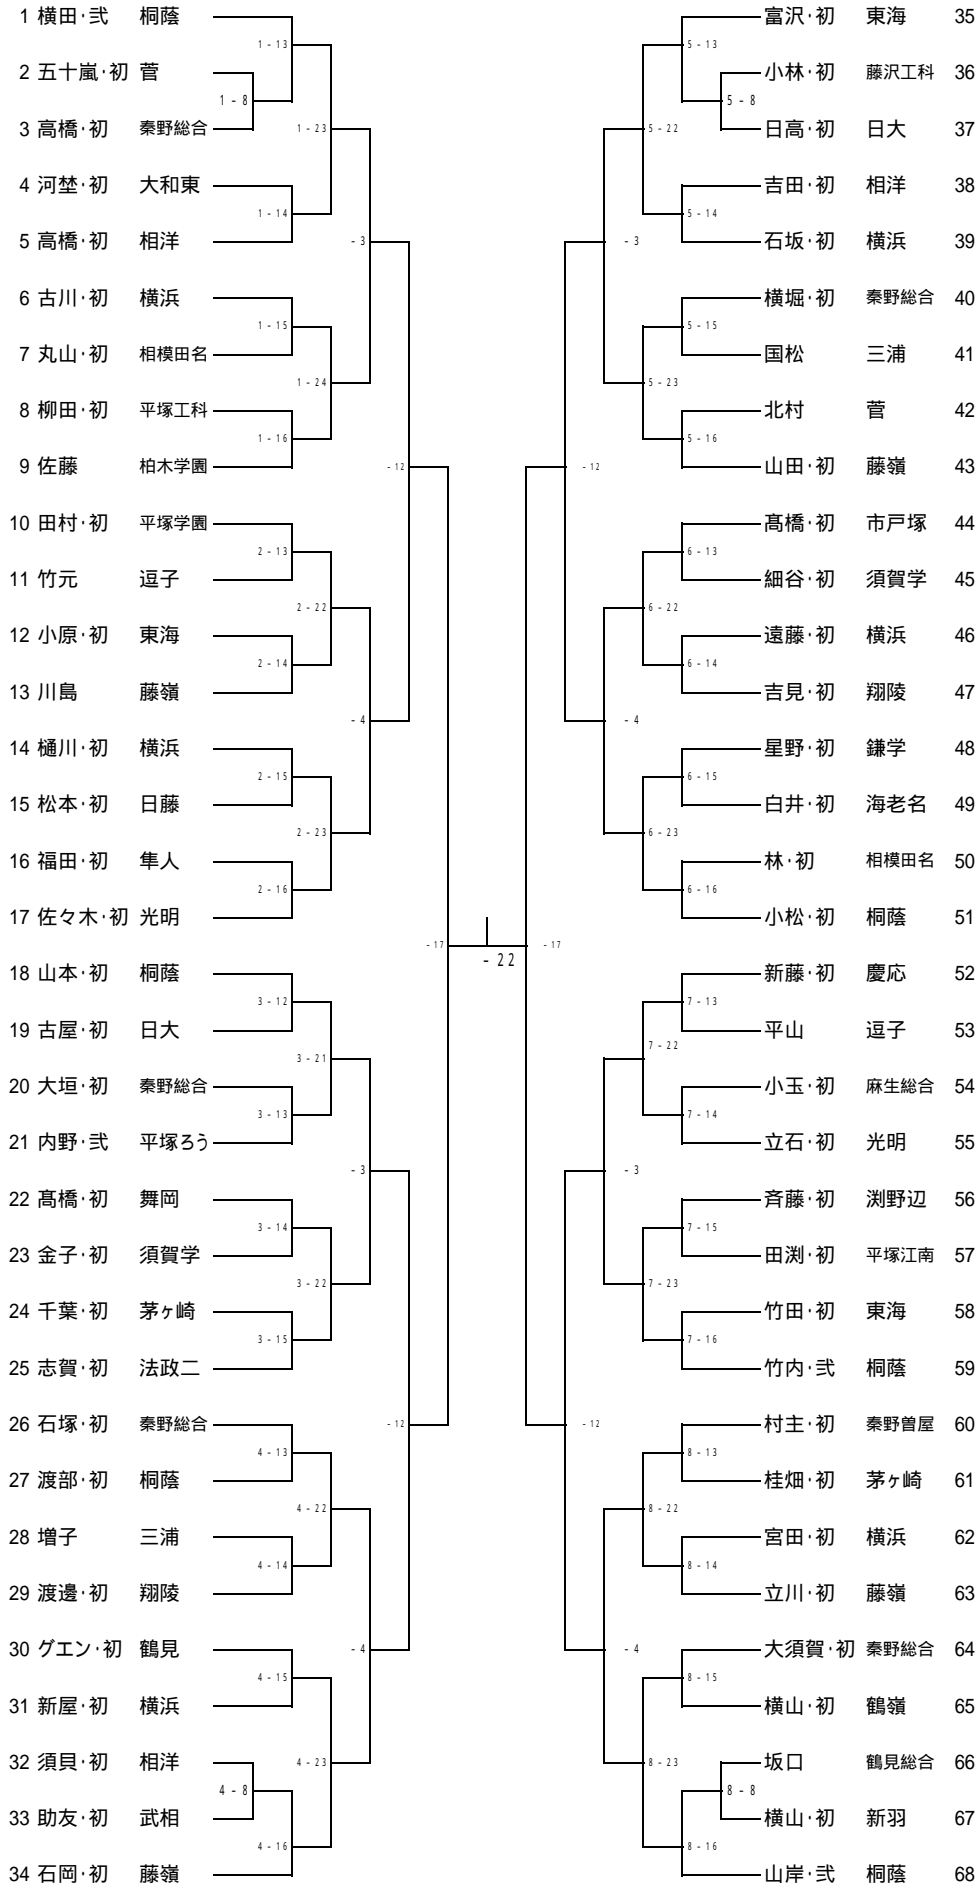 1 横田·弐 桐蔭
1 - 13
2 五十嵐·初 菅
1 - 8
3 高橋·初 秦野総合
1 - 23
4 河埜·初 大和東
1 - 14
5 高橋·初 相洋
- 3
6 古川·初 横浜
1 - 15
7 丸山·初 相模田名
1 - 24
8 柳田·初 平塚工科
1 - 16
9 佐藤 柏木学園
- 12
10 田村·初 平塚学園
2 - 13
11 竹元 逗子
2 - 22
12 小原·初 東海
2 - 14
13 川島 藤嶺
- 4
14 樋川·初 横浜
2 - 15
15 松本·初 日藤
2 - 23
16 福田·初 隼人
2 - 16
17 佐々木·初 光明
- 17
18 山本·初 桐蔭
3 - 12
19 古屋·初 日大
3 - 21
20 大垣·初 秦野総合
3 - 13
21 内野·弐 平塚ろう
- 3
22 髙橋·初 舞岡
3 - 14
23 金子·初 須賀学
3 - 22
24 千葉·初 茅ヶ崎
3 - 15
25 志賀·初 法政二
- 12
26 石塚·初 秦野総合
4 - 13
27 渡部·初 桐蔭
4 - 22
28 増子 三浦
4 - 14
29 渡邊·初 翔陵
- 4
30 グエン·初 鶴見
4 - 15
31 新屋·初 横浜
4 - 23
32 須貝·初 相洋
4 - 8
33 助友·初 武相
4 - 16
34 石岡·初 藤嶺
- 22
富沢·初 東海 35
5 - 13
小林·初 藤沢工科 36
5 - 8
日高·初 日大 37
5 - 22
吉田·初 相洋 38
5 - 14
石坂·初 横浜 39
- 3
横堀·初 秦野総合 40
5 - 15
国松 三浦 41
5 - 23
北村 菅 42
5 - 16
山田·初 藤嶺 43
- 12
髙橋·初 市戸塚 44
6 - 13
細谷·初 須賀学 45
6 - 22
遠藤·初 横浜 46
6 - 14
吉見·初 翔陵 47
- 4
星野·初 鎌学 48
6 - 15
白井·初 海老名 49
6 - 23
林·初 相模田名 50
6 - 16
小松·初 桐蔭 51
- 17
新藤·初 慶応 52
7 - 13
平山 逗子 53
7 - 22
小玉·初 麻生総合 54
7 - 14
立石·初 光明 55
- 3
斉藤·初 渕野辺 56
7 - 15
田渕·初 平塚江南 57
7 - 23
竹田·初 東海 58
7 - 16
竹内·弐 桐蔭 59
- 12
村主·初 秦野曽屋 60
8 - 13
桂畑·初 茅ヶ崎 61
8 - 22
宮田·初 横浜 62
8 - 14
立川·初 藤嶺 63
- 4
大須賀·初 秦野総合 64
8 - 15
横山·初 鶴嶺 65
8 - 23
坂口 鶴見総合 66
8 - 8
横山·初 新羽 67
8 - 16
山岸·弐 桐蔭 68